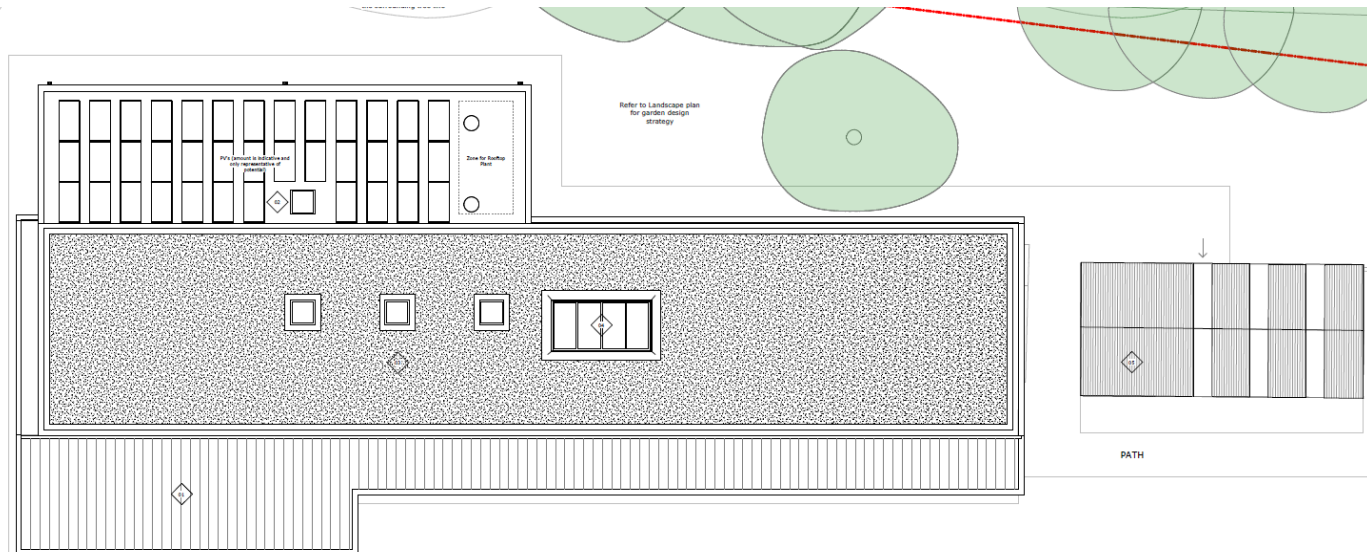 Refer to Landscape plan
for garden design
strategy
PV's (amount is indicative and
only representative of
potential)
Zone for Rooftop
Plant
02
04
03
PATH